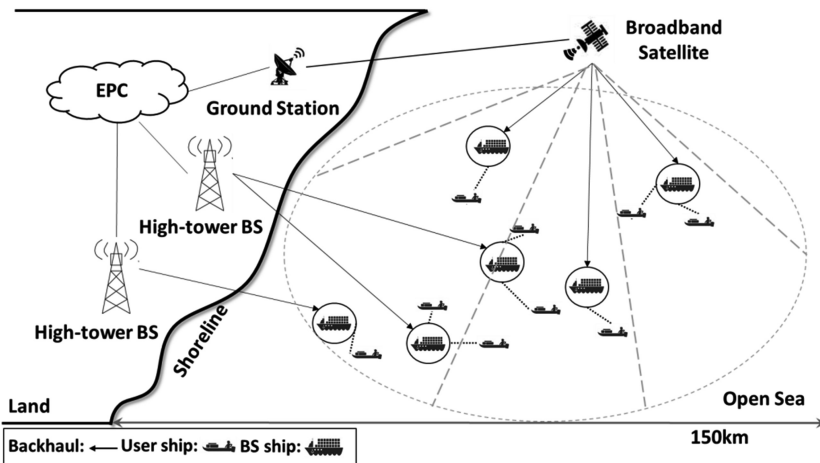 Broadband
Satellite
EPC
Ground Station
High-tower BS
High-tower BS
Shoreline
Land
Open Sea
150km
Backhaul: User ship: BS ship: